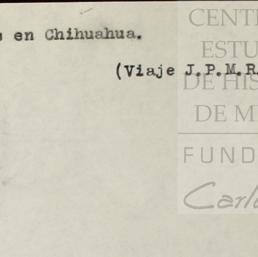 en Chihuahua.
(Viaje J.P.M.R
CENT
ESTU
DE HIS
DE M
FUND
Carl